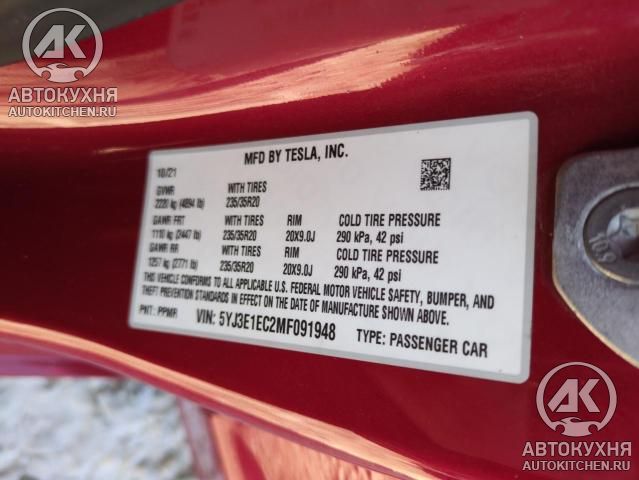 АК
АВТОКУХНЯ
AUTOKITCHEN.RU
MFD BY TESLA, INC.
10/21
GVWR WITH TIRES
2220 kg (4894 lb) 235/35R20
GAWR FRT WITH TIRES RIM COLD TIRE PRESSURE
1110 kg (2447 lb) 235/35R20 20X9.0J 290 kPa, 42 psi
GAWR RR WITH TIRES RIM COLD TIRE PRESSURE
1257 kg (2771 lb) 235/35R20 20X9.0J 290 kPa, 42 psi
THIS VEHICLE CONFORMS TO ALL
APPLICABLE U.S. FEDERAL MOTOR VEHICLE SAFETY, BUMPER, AND
THEFT PREVENTION STANDARDS IN EFFECT ON THE DATE OF MANUFACTURE SHOWN ABOVE.
PNT: PPMR VIN: 5YJ3E1EC2MF091948 TYPE: PASSENGER CAR
10.9
АК
АВТОКУХНЯ
AUTOKITCHEN.RU